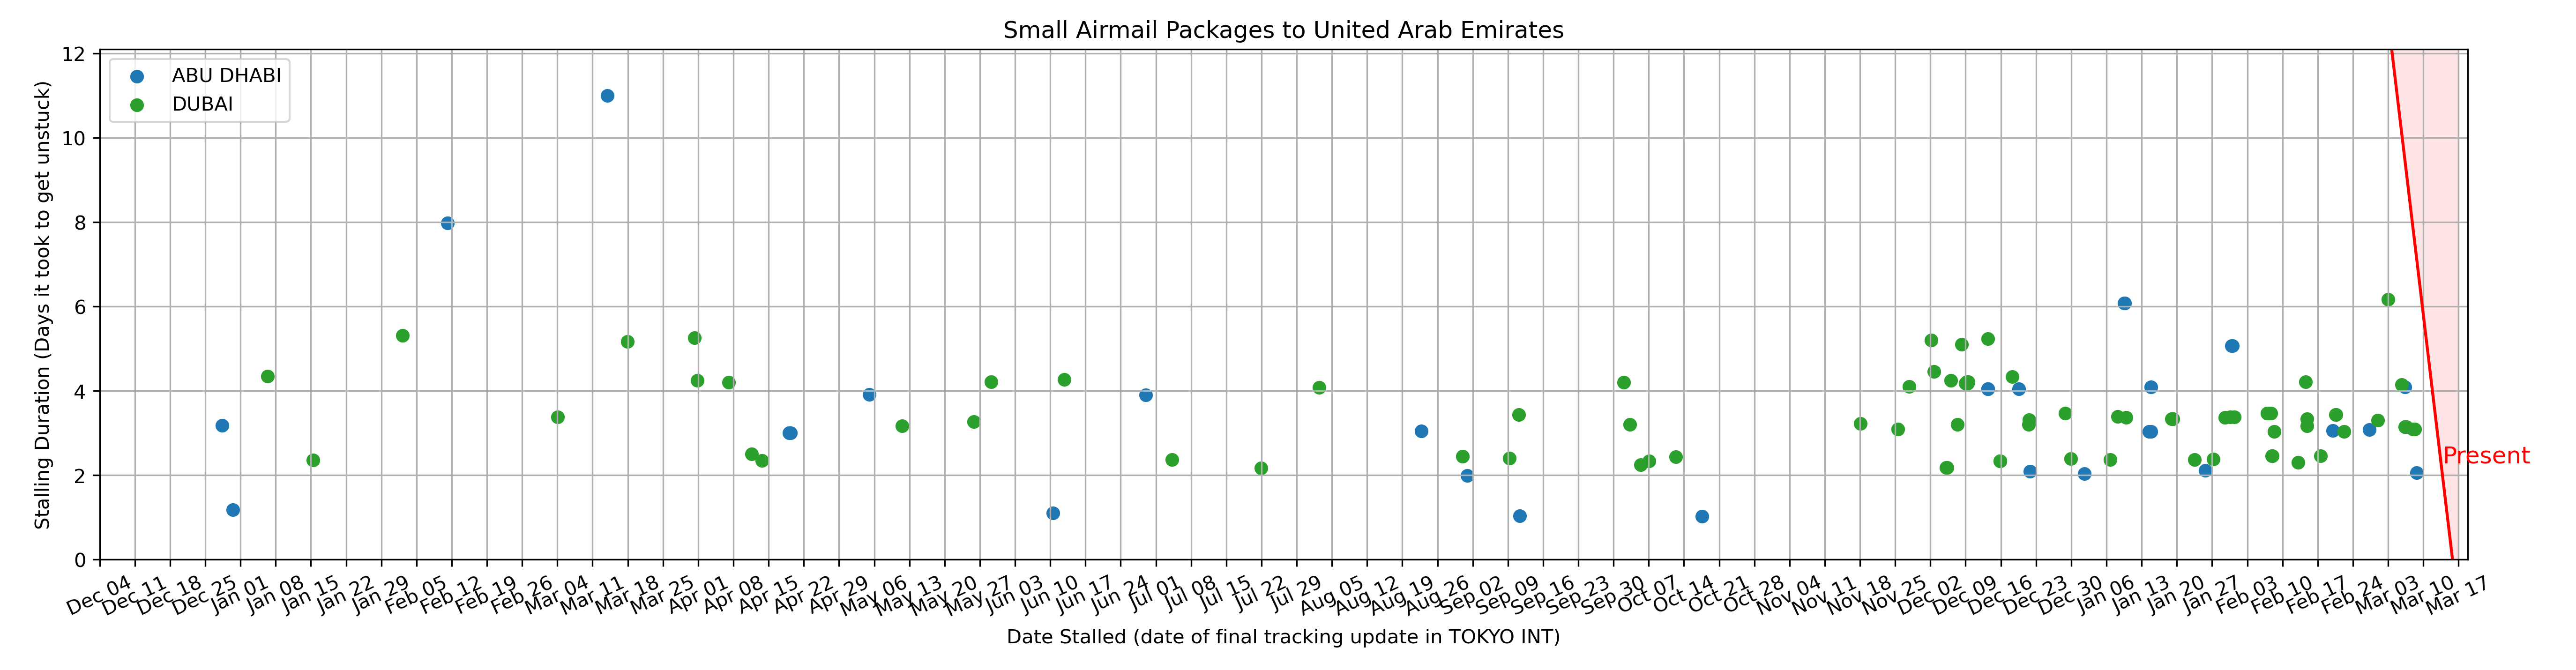 Small Airmail Packages to United Arab Emirates
12
10
8
6
4
2
0
Stalling Duration (Days it took to get unstuck)
ABU DHABI
DUBAI
Present
Dec 04
Dec 11
Dec 18
Dec 25
Jan 01
Jan 08
Jan 15
Jan 22
Jan 29
Feb 05
Feb 12
Feb 19
Feb 26
Mar 04
Mar 11
Mar 18
Mar 25
Apr 01
Apr 08
Apr 15
Apr 22
Apr 29
May 06
May 13
May 20
May 27
Jun 03
Jun 10
Jun 17
Jun 24
Jul 01
Jul 08
Jul 15
Jul 22
Jul 29
Aug 05
Aug 12
Aug 19
Aug 26
Sep 02
Sep 09
Sep 16
Sep 23
Sep 30
Oct 07
Oct 14
Oct 21
Oct 28
Nov 04
Nov 11
Nov 18
Nov 25
Dec 02
Dec 09
Dec 16
Dec 23
Dec 30
Jan 06
Jan 13
Jan 20
Jan 27
Feb 03
Feb 10
Feb 17
Feb 24
Mar 03
Mar 10
Mar 17
Date Stalled (date of final tracking update in TOKYO INT)